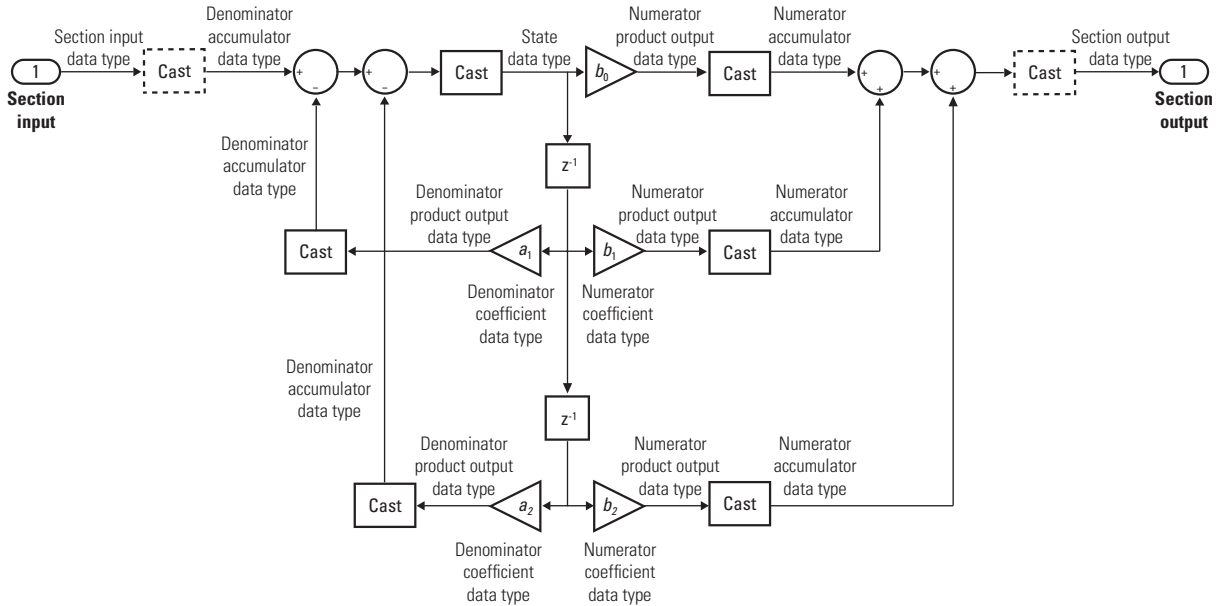 1
Section
input
Section input
data type
Cast
Denominator
accumulator
data type
+
−
+
−
Cast
State
data type
b0
Numerator
product output
data type
Cast
Numerator
accumulator
data type
+
+
+
+
Cast
Section output
data type
1
Section
output
Denominator
accumulator
data type
z-1
Cast
Denominator
product output
data type
a1
Denominator
coefficient
data type
b1
Numerator
coefficient
data type
Numerator
product output
data type
Cast
Numerator
accumulator
data type
Denominator
accumulator
data type
z-1
Cast
Denominator
product output
data type
a2
Denominator
coefficient
data type
b2
Numerator
coefficient
data type
Numerator
product output
data type
Cast
Numerator
accumulator
data type